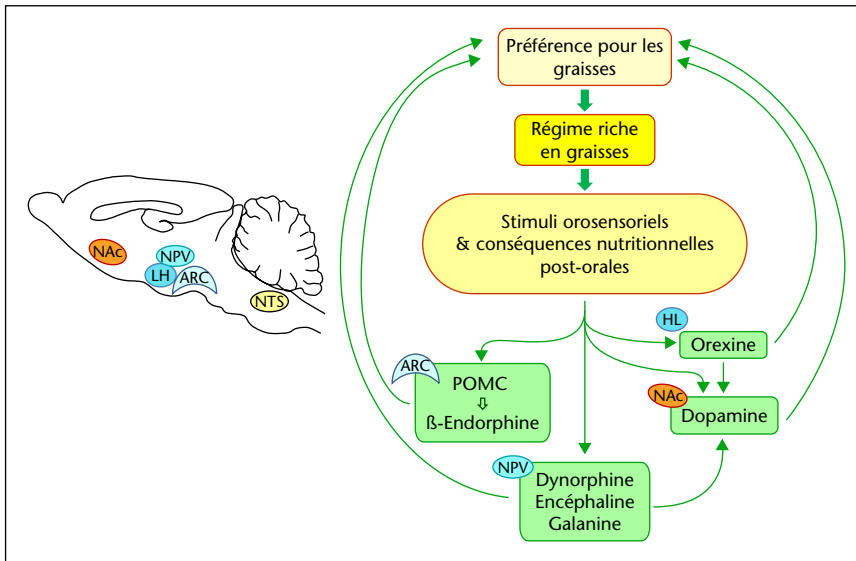 Préférence pour les
graisses
Régime riche
en graisses
Stimuli orosensoriels
& conséquences nutritionnelles
post-orales
NAc
NPV
LH
ARC
NTS
HL
Orexine
ARC
POMC
ß-Endorphine
NAc
Dopamine
NPV
Dynorphine
Encéphaline
Galanine